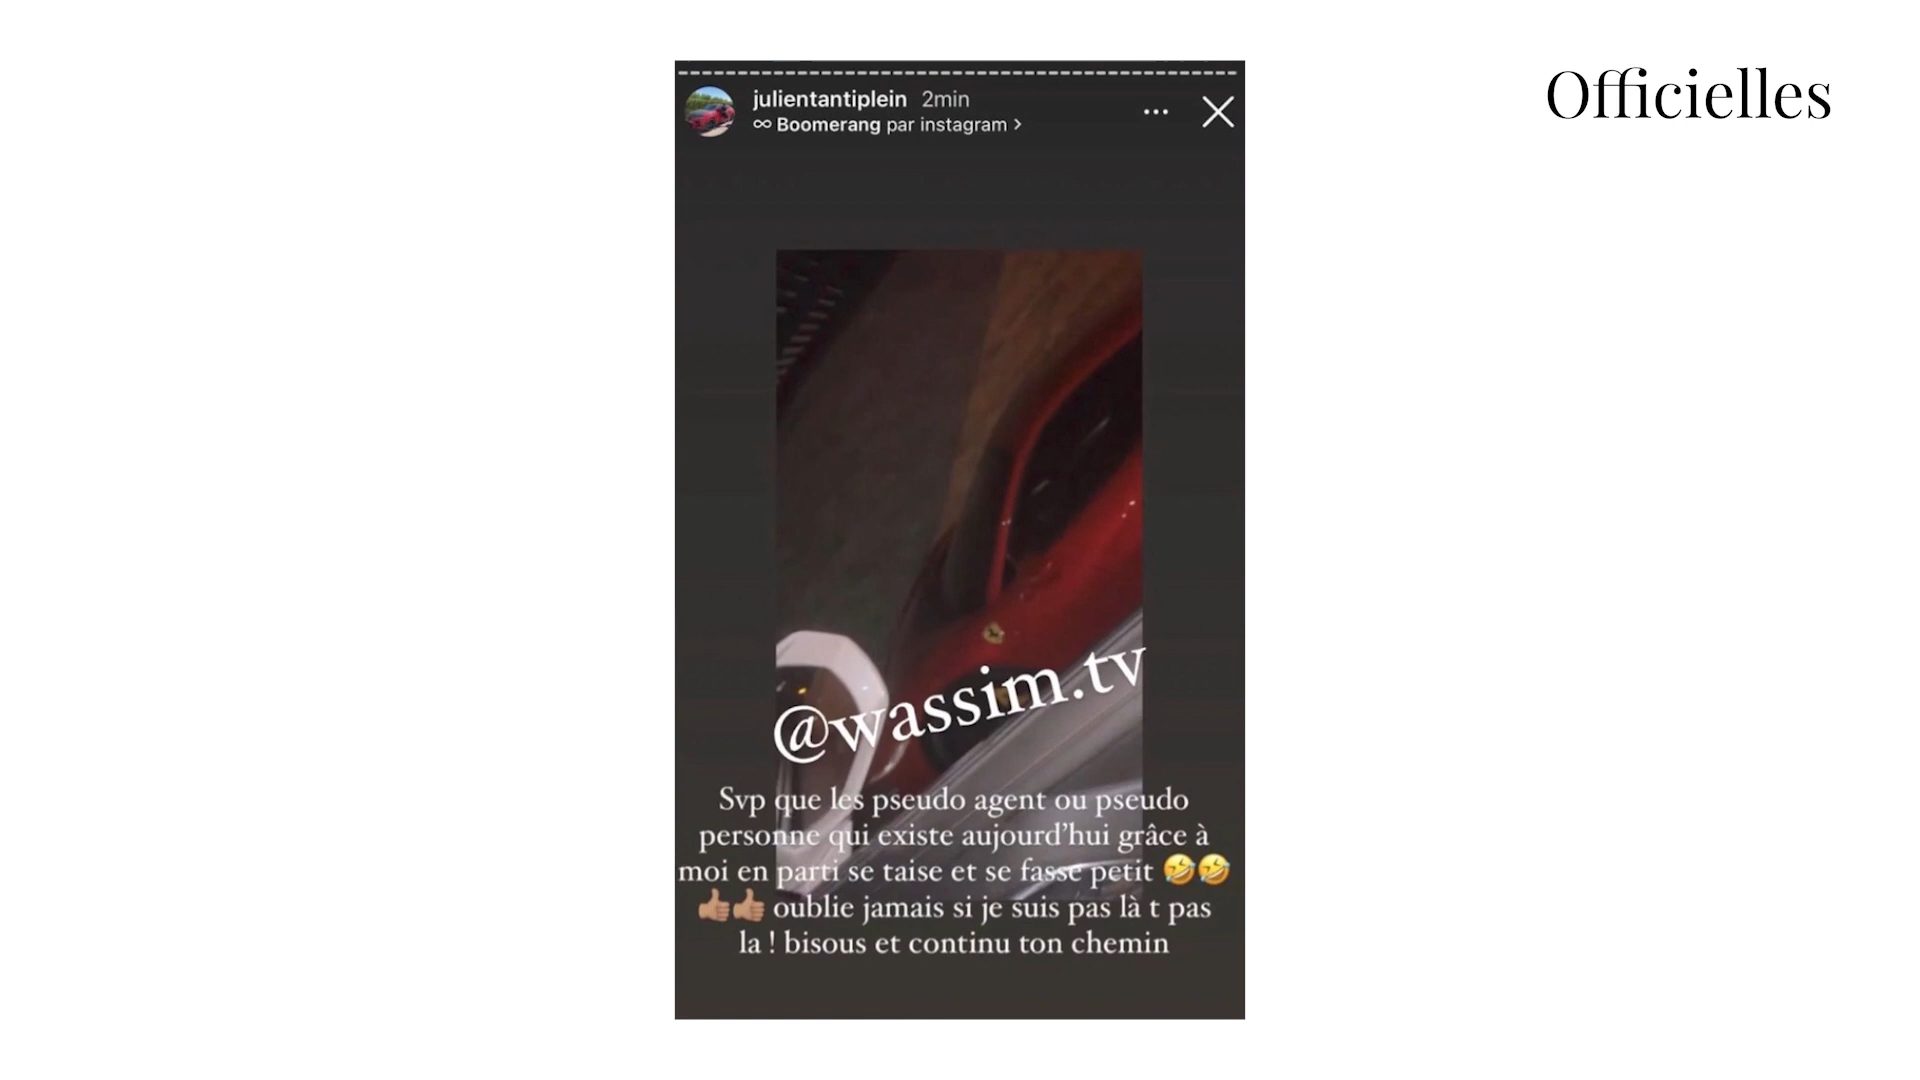 Officielles
julientantiplein 2min
∞ Boomerang par instagram >
@wassim.tv
Svp que les pseudo agent ou pseudo
personne qui existe aujourd'hui grâce à
moi en parti se taise et se fasse petit 🤣🤣
👍🏽👍🏽 oublie jamais si je suis pas là t pas
la ! bisous et continu ton chemin